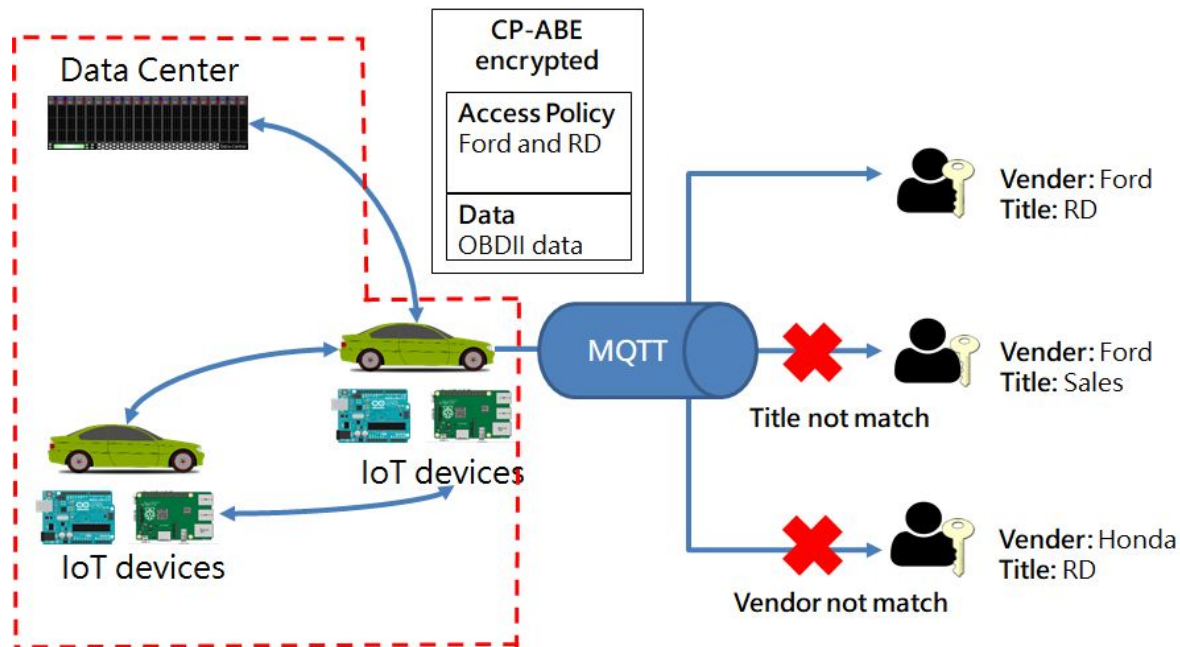 Data Center
CP-ABE
encrypted
Access Policy
Ford and RD
Data
OBDII data
MQTT
IoT devices
IoT devices
Vender: Ford
Title: RD
Vender: Ford
Title: Sales
Title not match
Vender: Honda
Title: RD
Vendor not match